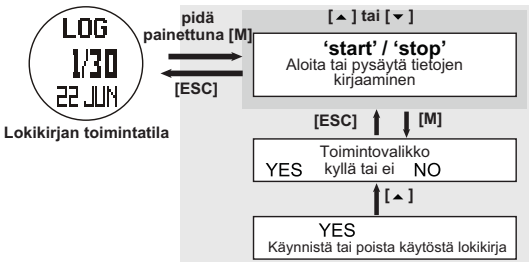 LOG
1/30
22 JUN
Lokikirjan toimintatila
pidä
painettuna [M]
[ESC]
[ ▲ ] tai [ ▼ ]
‘start’ / ‘stop’
Aloita tai pysäytä tietojen
kirjaaminen
[ESC] [M]
Toimintovalikko
YES kyllä tai ei NO
[ ▲ ]
YES
Käynnistä tai poista käytöstä lokikirja